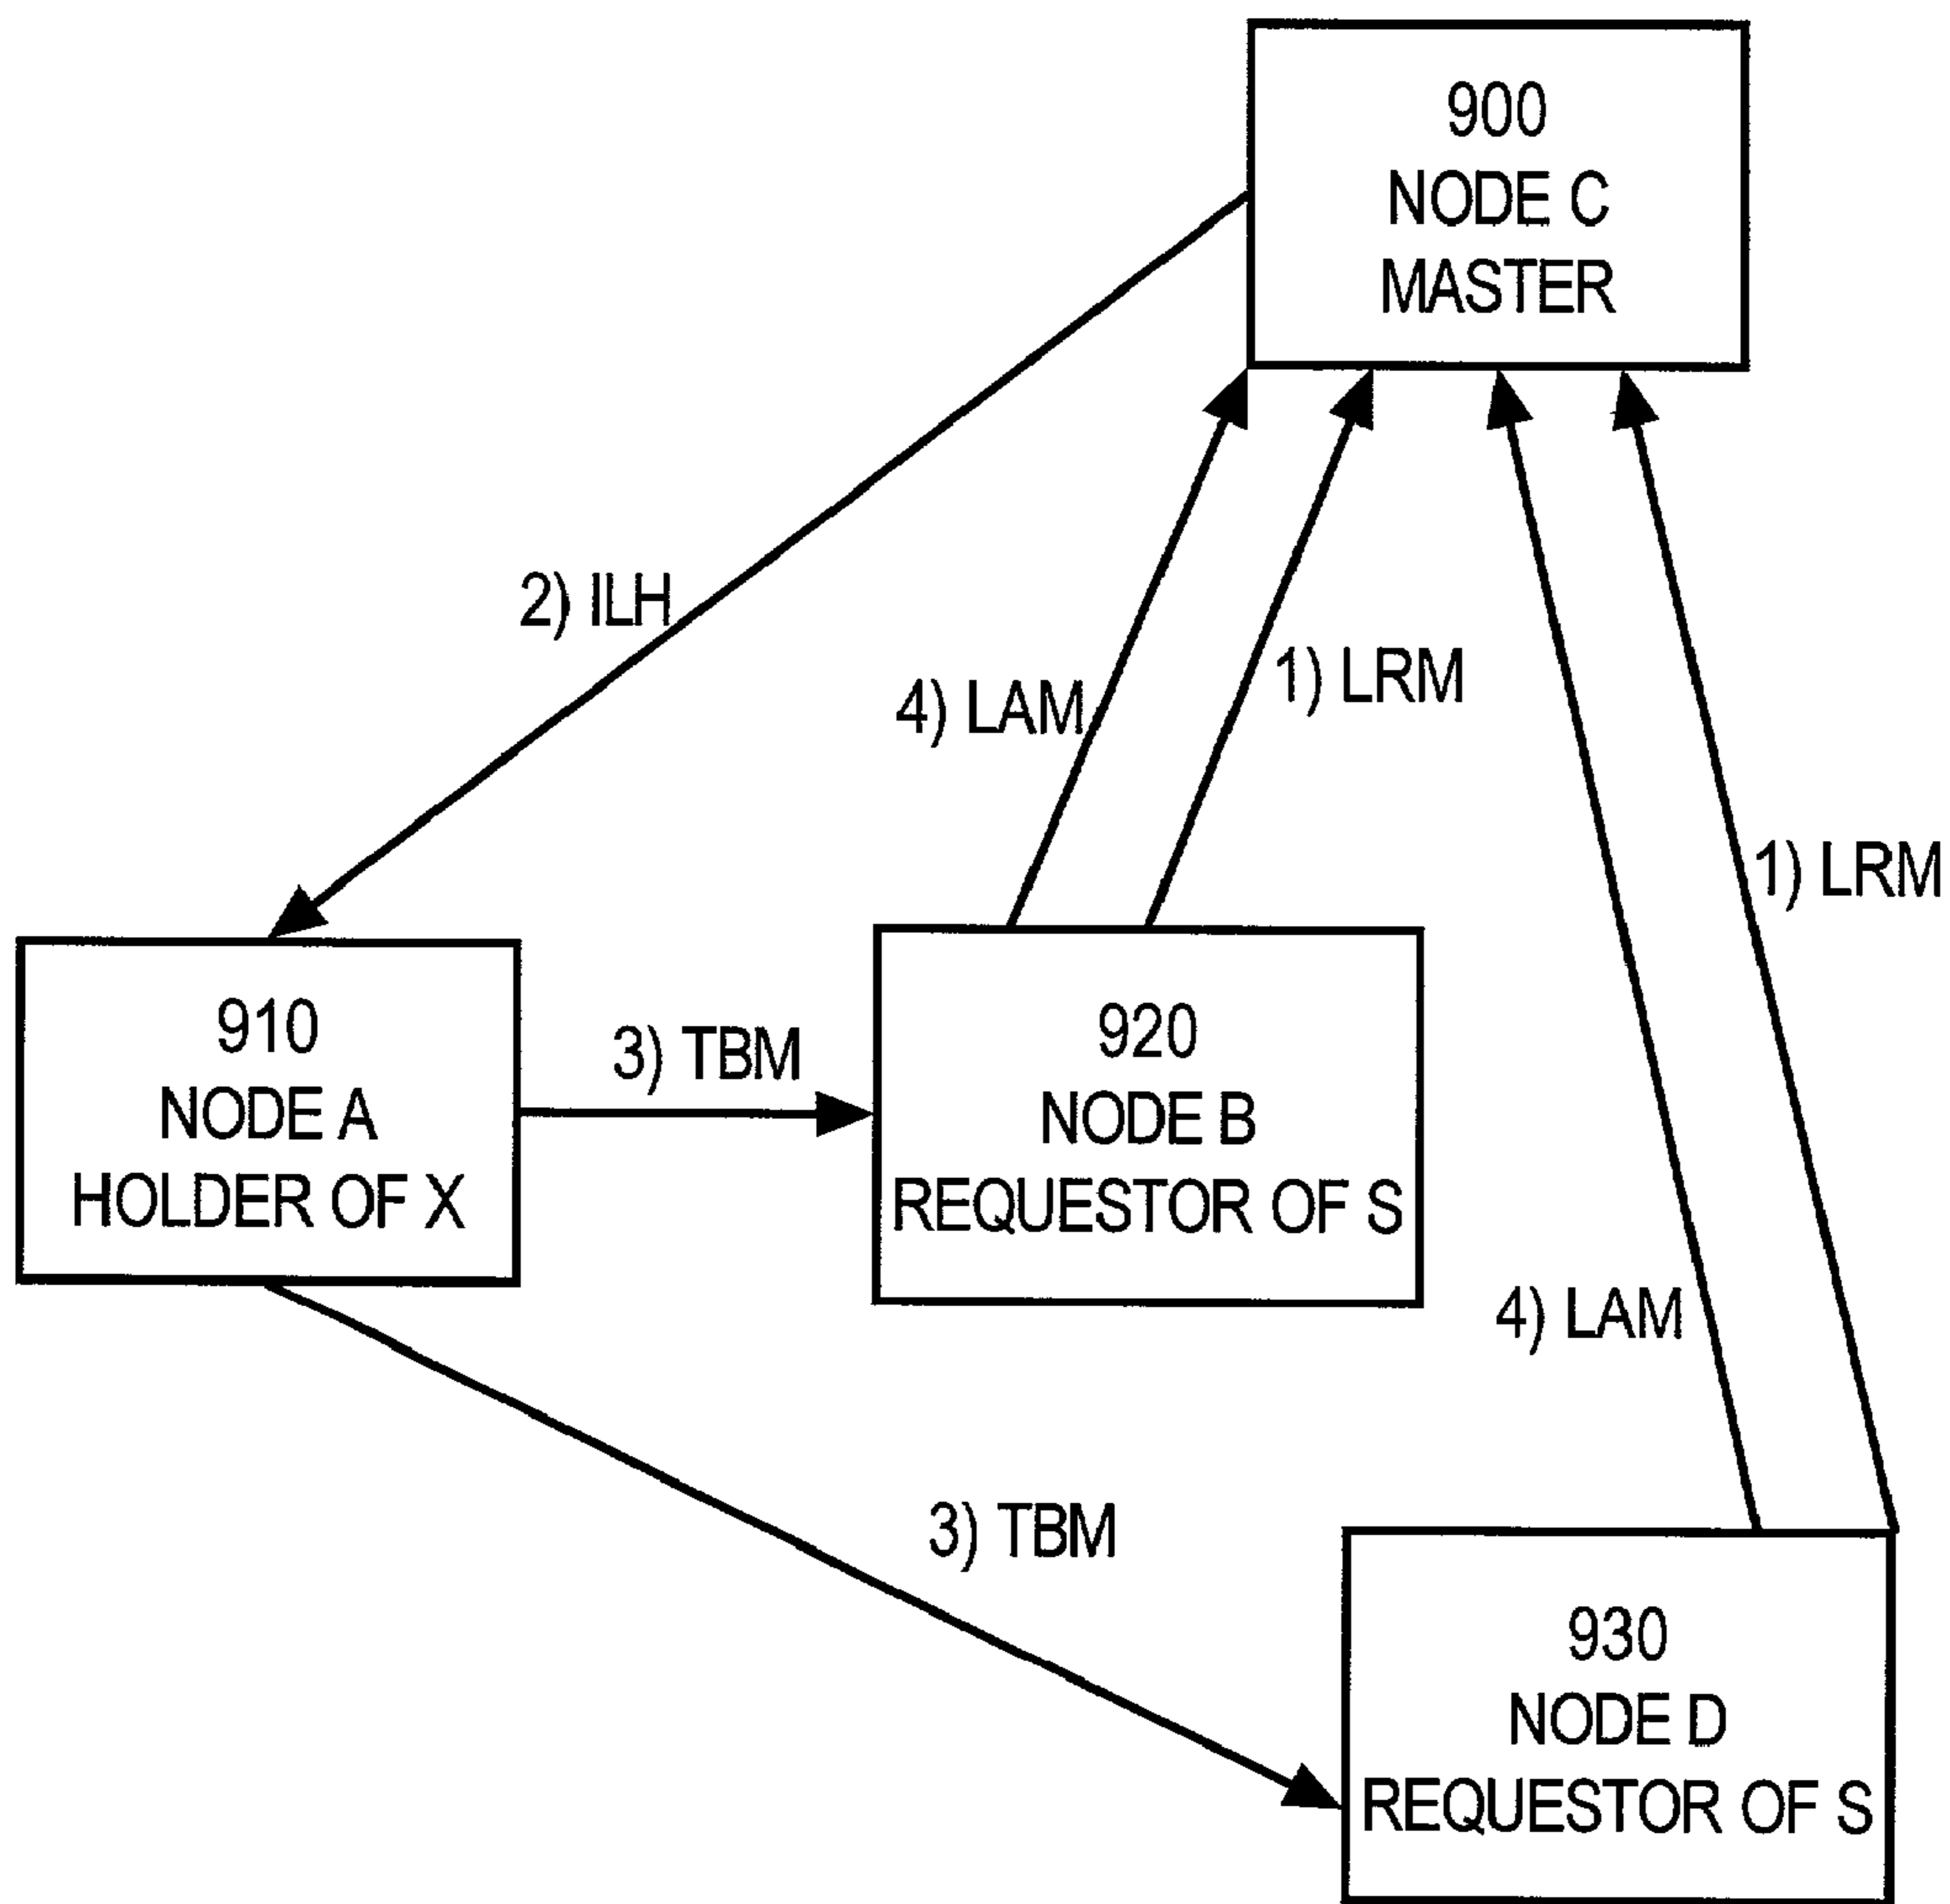 900
NODE C
MASTER
2) ILH
4) LAM
1) LRM
1) LRM
910
NODE A
HOLDER OF X
3) TBM
920
NODE B
REQUESTOR OF S
4) LAM
3) TBM
930
NODE D
REQUESTOR OF S